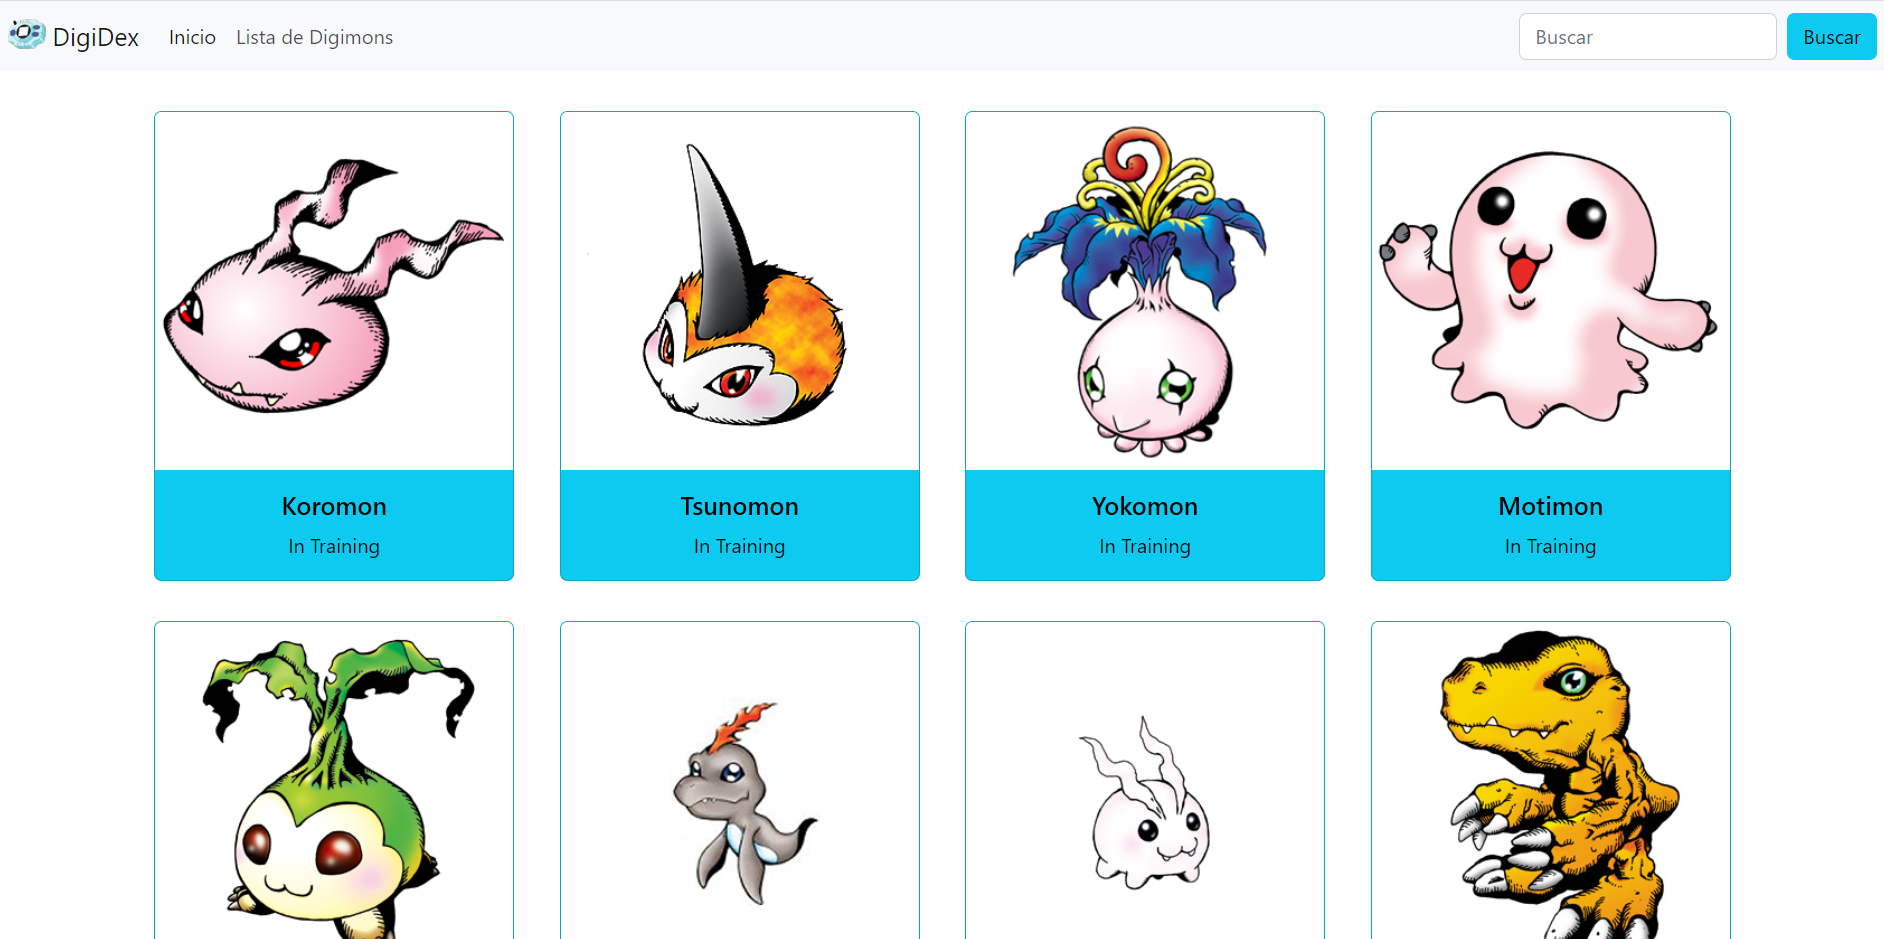 DigiDex Inicio Lista de Digimons Buscar Buscar
Koromon Tsunomon Yokomon Motimon
In Training In Training In Training In Training